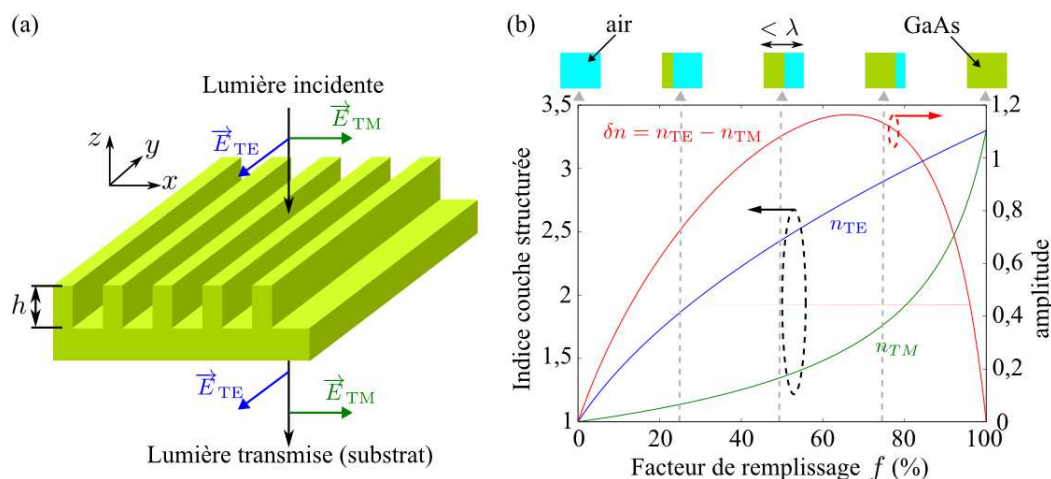 (a)
Lumière incidente
E⃗ TM
E⃗ TE
z
y
x
h
E⃗ TE
E⃗ TM
Lumière transmise (substrat)
(b)
air
< λ
GaAs
Indice couche structurée
3,5
3
2,5
2
1,5
1
δn = nTE − nTM
nTE
nTM
1,2
1
0,8
0,6
0,4
0,2
0
amplitude
0 20 40 60 80 100
Facteur de remplissage f (%)